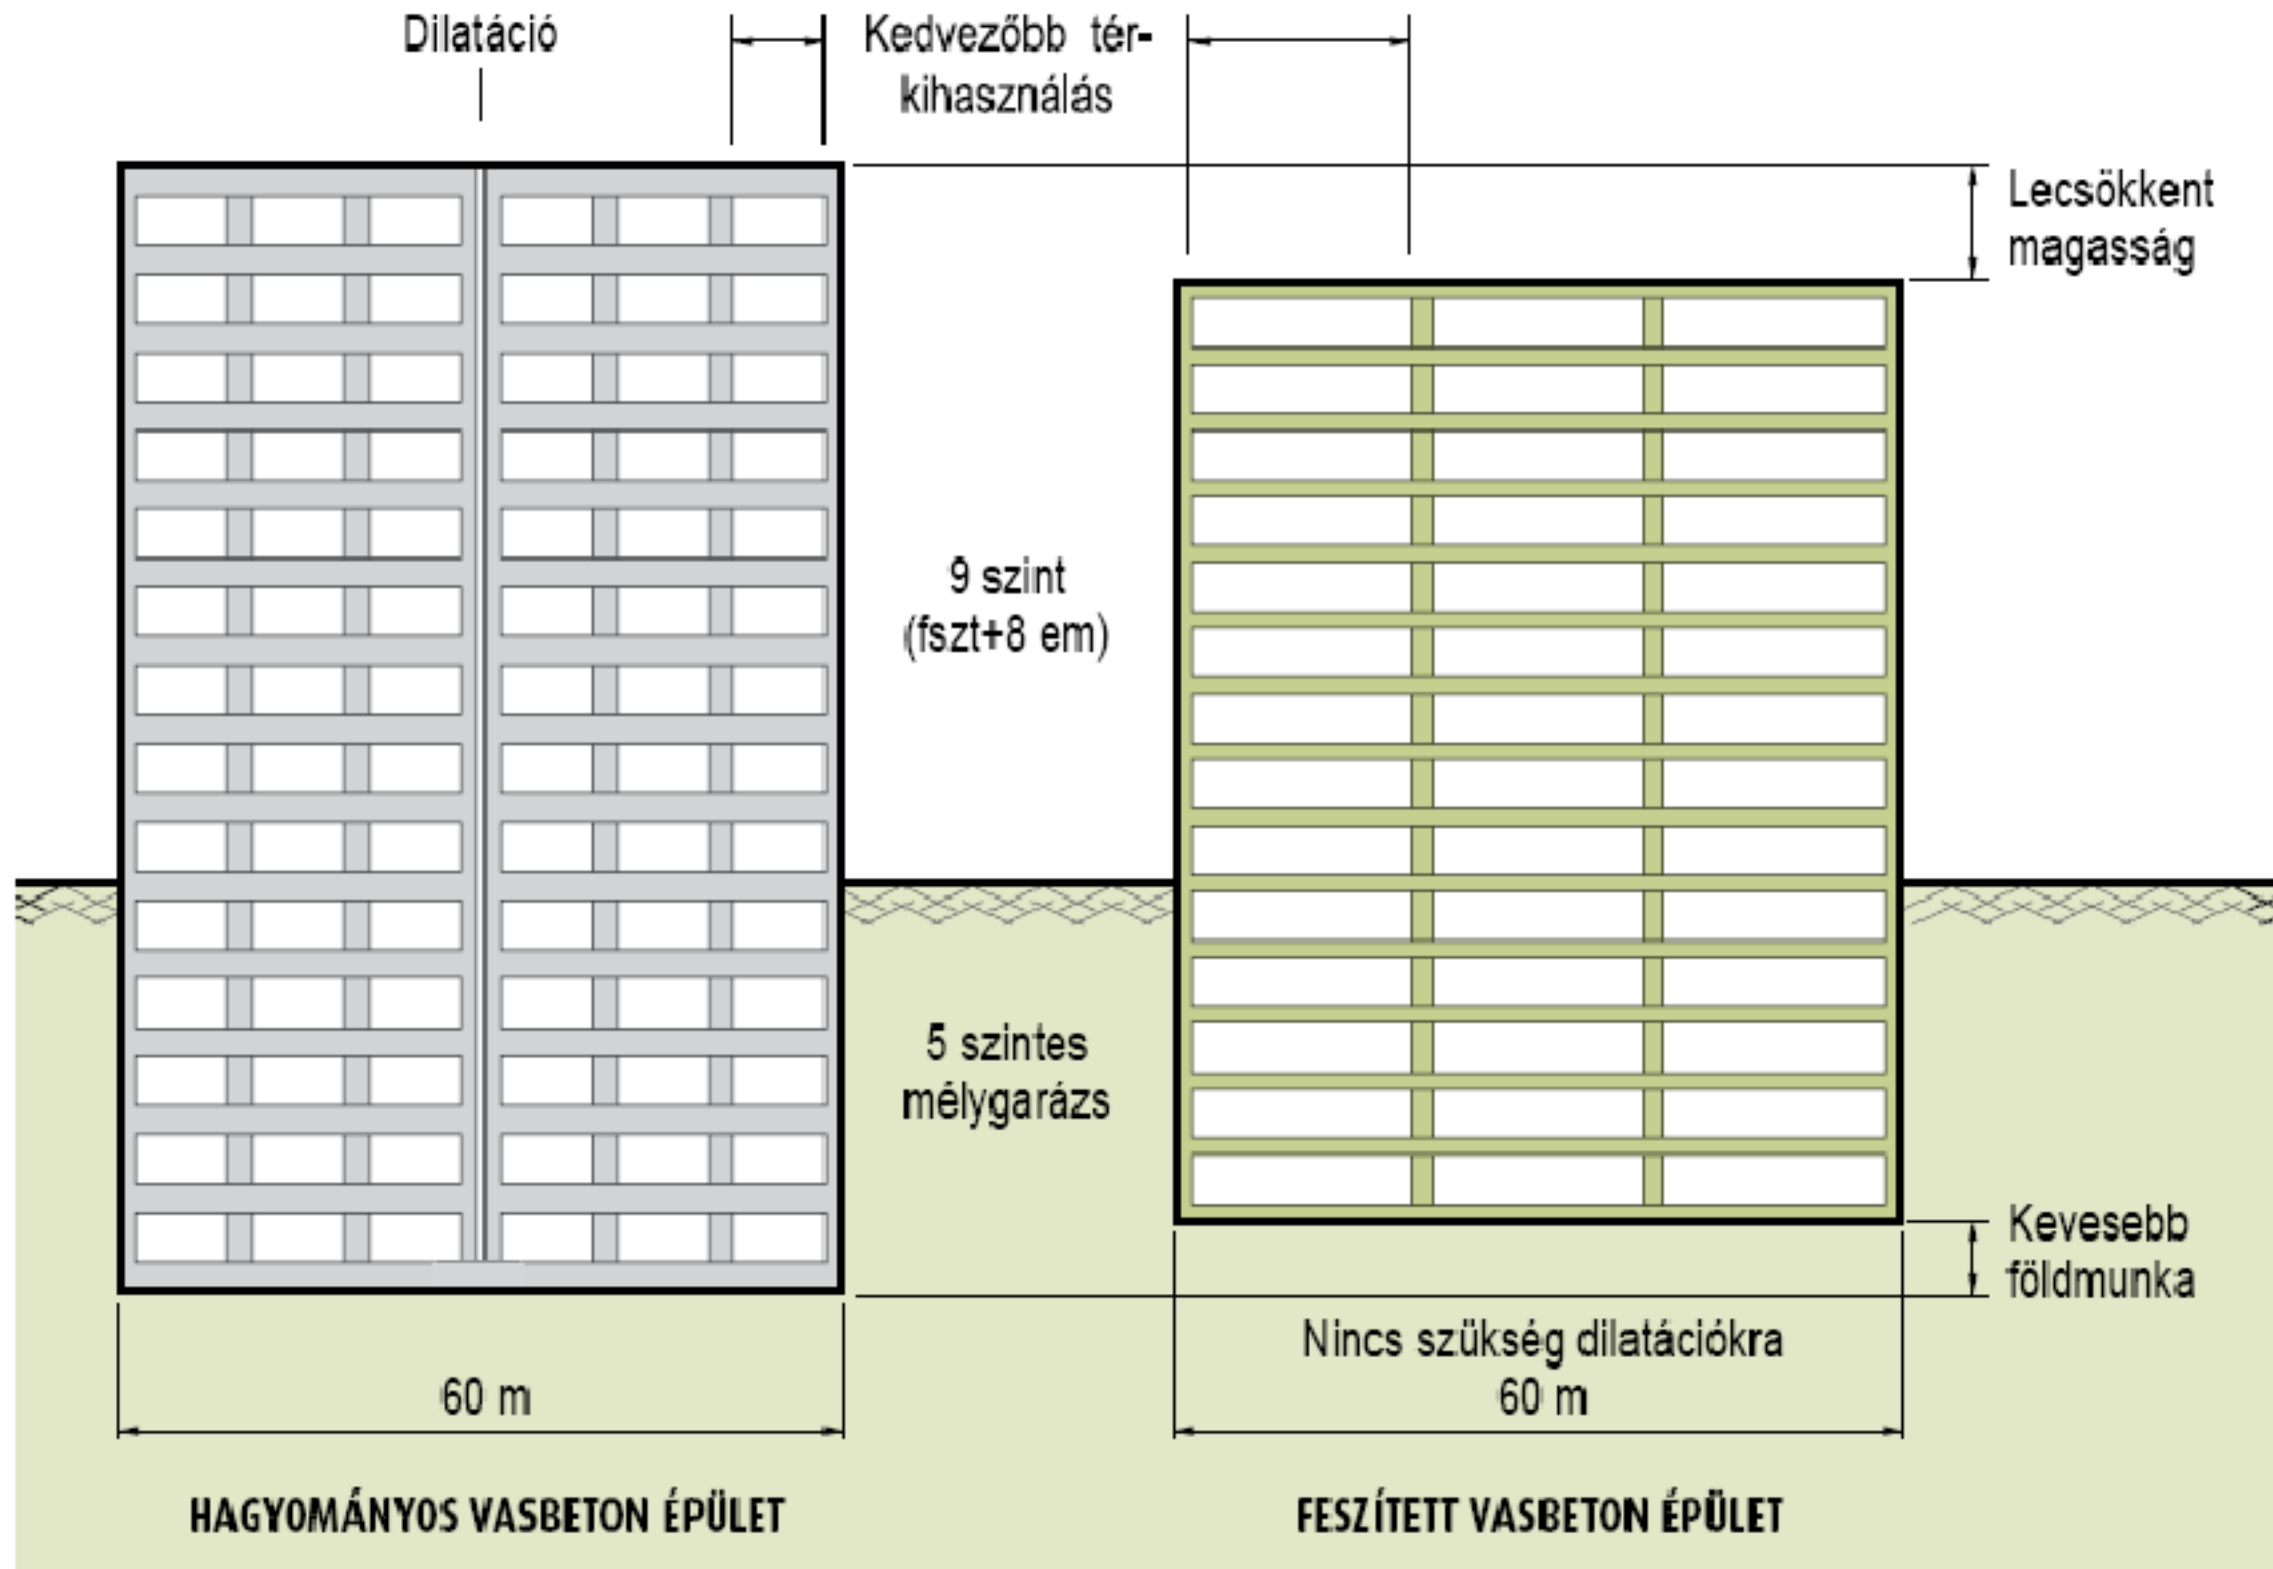 Dilatáció
Kedvezőbb tér-
kihasználás
Lecsökkent
magasság
9 szint
(fszt+8 em)
5 szintes
mélygarázs
Kevesebb
földmunka
Nincs szükség dilatációkra
60 m
60 m
HAGYOMÁNYOS VASBETON ÉPÜLET
FESZÍTETT VASBETON ÉPÜLET